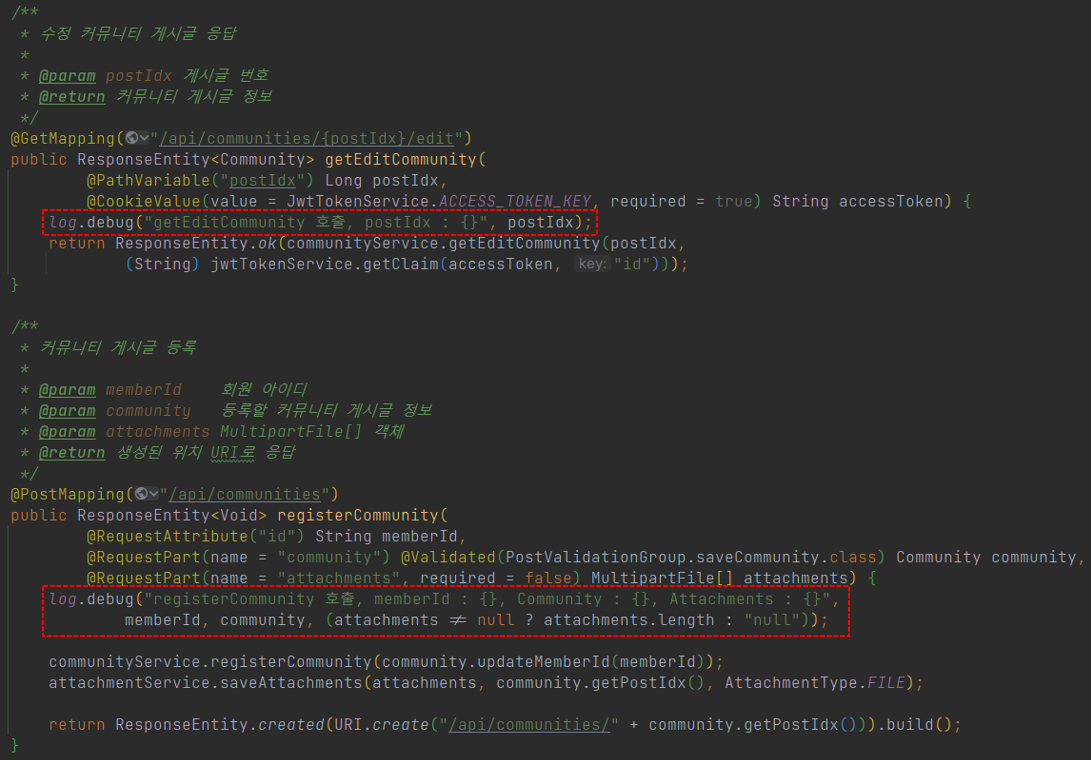 /**
 * 수정 커뮤니티 게시글 응답
 *
 * @param postIdx 게시글 번호
 * @return 커뮤니티 게시글 정보
 */
@GetMapping("/api/communities/{postIdx}/edit")
public ResponseEntity<Community> getEditCommunity(
        @PathVariable("postIdx") Long postIdx,
        @CookieValue(value = JwtTokenService.ACCESS_TOKEN_KEY, required = true) String accessToken) {
    log.debug("getEditCommunity 호출, postIdx : {}", postIdx);
    return ResponseEntity.ok(communityService.getEditCommunity(postIdx,
            (String) jwtTokenService.getClaim(accessToken, key: "id")));
}

/**
 * 커뮤니티 게시글 등록
 *
 * @param memberId    회원 아이디
 * @param community   등록할 커뮤니티 게시글 정보
 * @param attachments MultipartFile[] 객체
 * @return 생성된 위치 URI로 응답
 */
@PostMapping("/api/communities")
public ResponseEntity<Void> registerCommunity(
        @RequestAttribute("id") String memberId,
        @RequestPart(name = "community") @Validated(PostValidationGroup.saveCommunity.class) Community community,
        @RequestPart(name = "attachments", required = false) MultipartFile[] attachments) {
    log.debug("registerCommunity 호출, memberId : {}, Community : {}, Attachments : {}",
            memberId, community, (attachments ≠ null ? attachments.length : "null"));

    communityService.registerCommunity(community.updateMemberId(memberId));
    attachmentService.saveAttachments(attachments, community.getPostIdx(), AttachmentType.FILE);

    return ResponseEntity.created(URI.create("/api/communities/" + community.getPostIdx())).build();
}